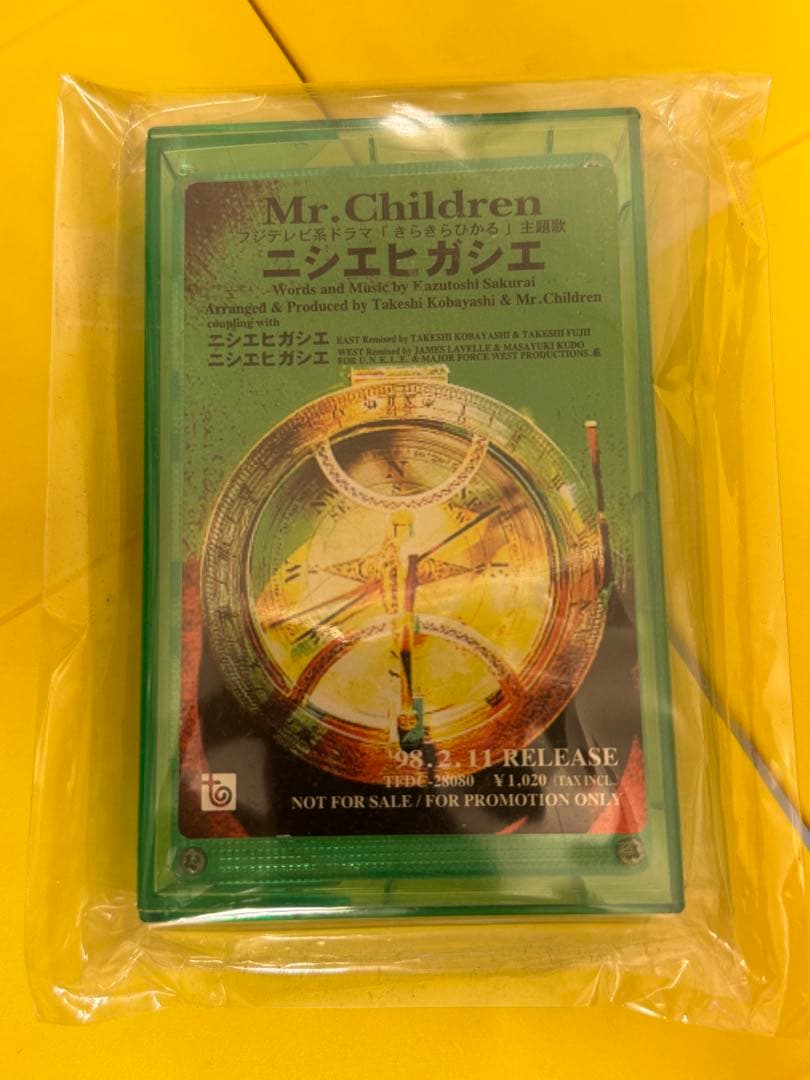 Mr.Children
フジテレビ系ドラマ「きらきらひかる」主題歌
ニシエヒガシエ
Words and Music by Kazutoshi Sakurai
Arranged & Produced by Takeshi Kobayashi & Mr.Children
coupling with
ニシエヒガシエ EAST Remixed by TAKESHI KOBAYASHI & TAKESHI FUJII
ニシエヒガシエ WEST Remixed by JAMES LAVELLE & MASAYUKI KUDO
FOR U.N.K.L.E. & MAJOR FORCE WEST PRODUCTIONS.
N
W
E
'98.2.11 RELEASE
TFDC-28080 ¥1,020 (TAX INCL.)
NOT FOR SALE / FOR PROMOTION ONLY